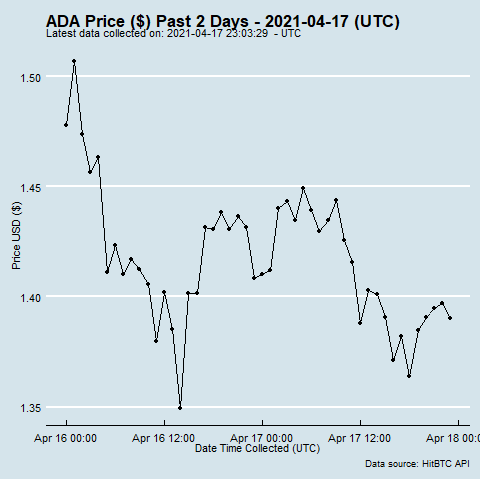 ADA Price ($) Past 2 Days - 2021-04-17 (UTC)
Latest data collected on: 2021-04-17 23:03:29  - UTC
1.50
1.45
1.40
1.35
Price USD ($)
Apr 16 00:00 Apr 16 12:00 Apr 17 00:00 Apr 17 12:00 Apr 18 00:00
Date Time Collected (UTC)
Data source: HitBTC API